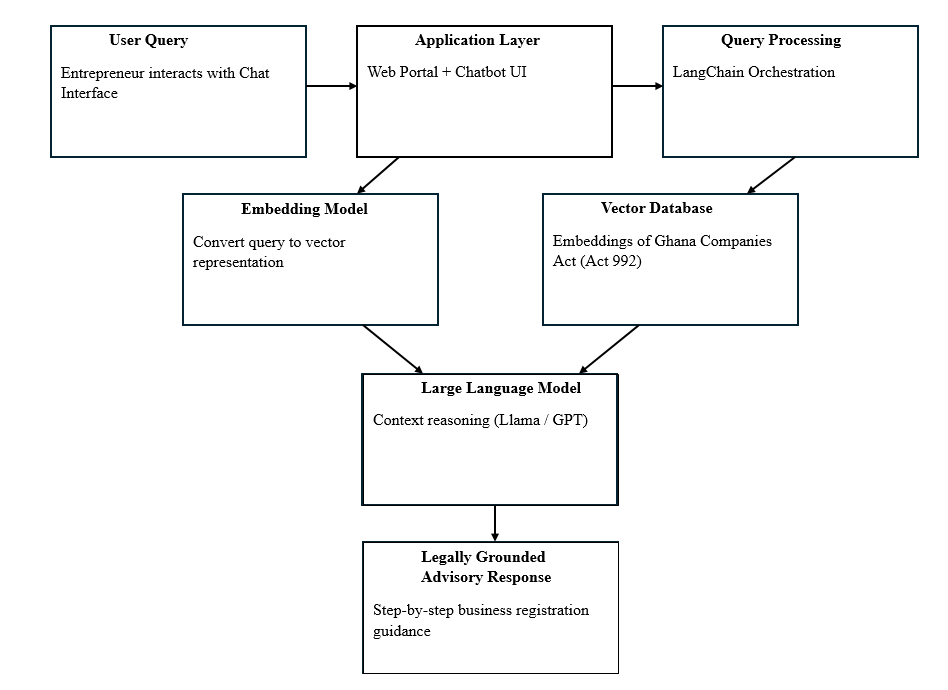 User Query
Entrepreneur interacts with Chat
Interface
Application Layer
Web Portal + Chatbot UI
Query Processing
LangChain Orchestration
Embedding Model
Convert query to vector
representation
Vector Database
Embeddings of Ghana Companies
Act (Act 992)
Large Language Model
Context reasoning (Llama / GPT)
Legally Grounded
Advisory Response
Step-by-step business registration
guidance